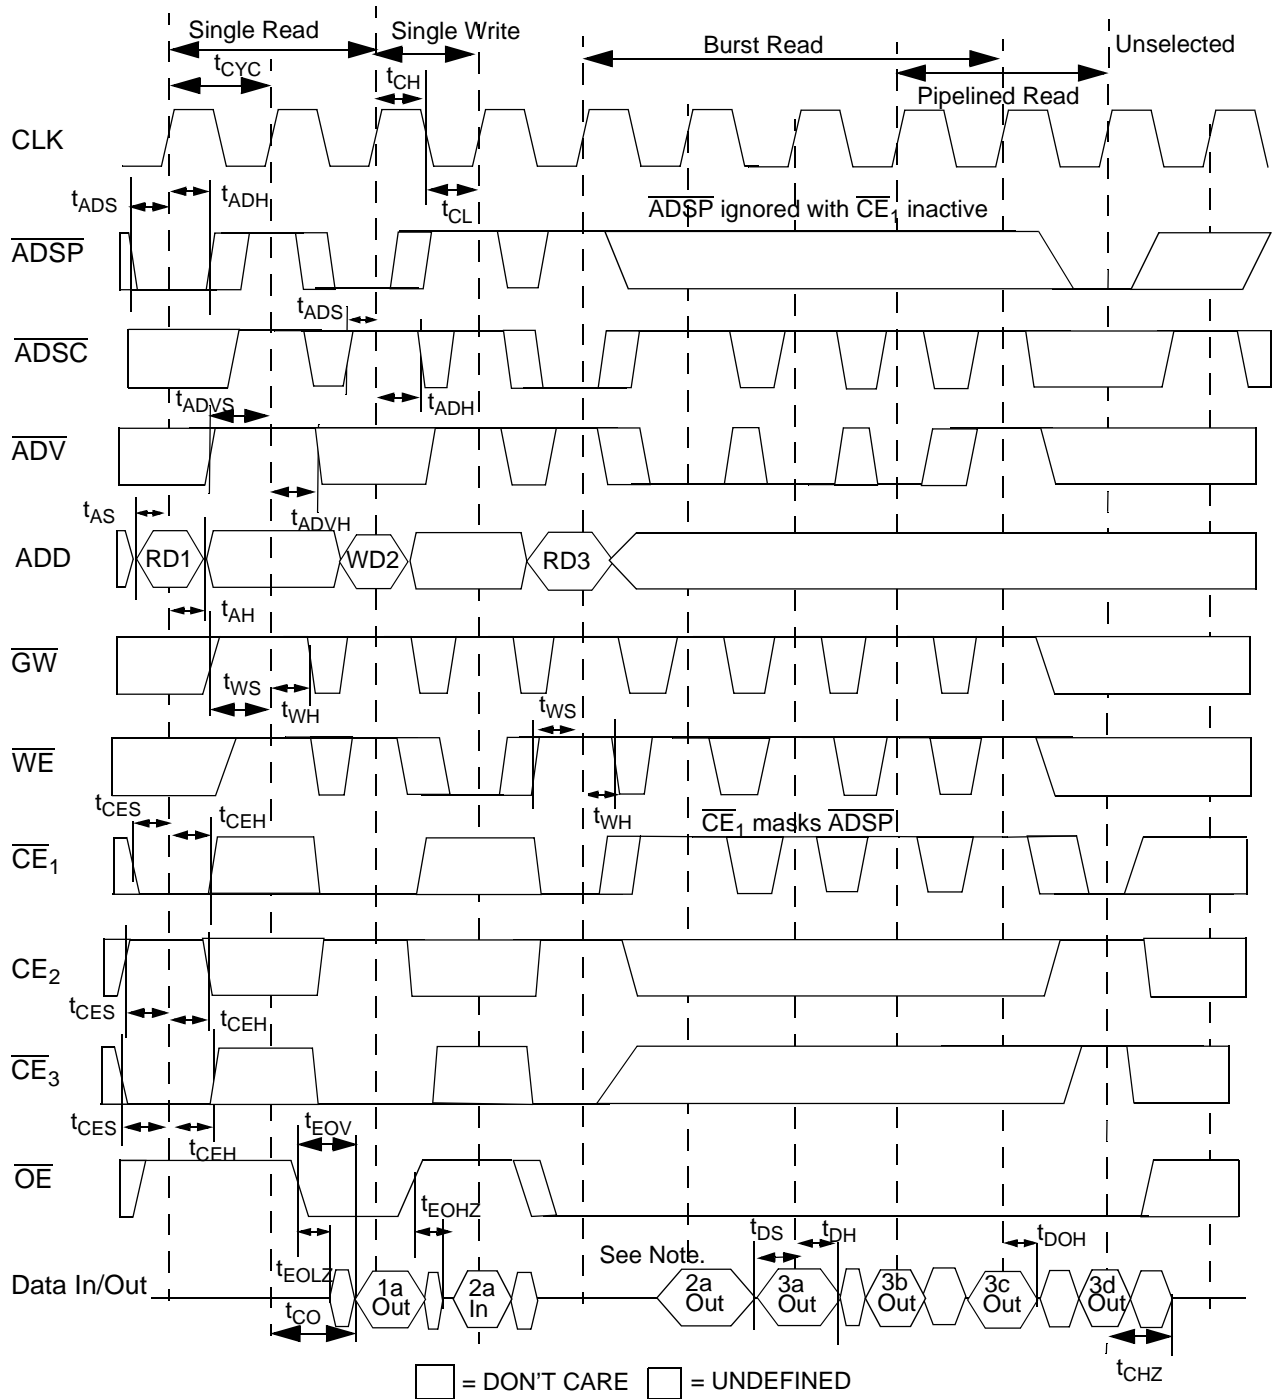 Single Read
Single Write
Burst Read
Unselected
tCYC
tCH
Pipelined Read
CLK
tADS
tADH
tCL
ADSP ignored with CE1 inactive
ADSP
tADS
ADSC
tADVS
tADH
ADV
tAS
tADVH
ADD
RD1
WD2
RD3
tAH
GW
tWS
tWH
tWS
WE
tCES
tCEH
tWH
CE1 masks ADSP
CE1
CE2
tCES
tCEH
CE3
tCES
tCEH
tEOV
OE
tEOHZ
See Note.
tDS
tDH
tDOH
tEOLZ
Data In/Out
1a Out
2a In
2a Out
3a Out
3b Out
3c Out
3d Out
tCO
tCHZ
= DON'T CARE
= UNDEFINED